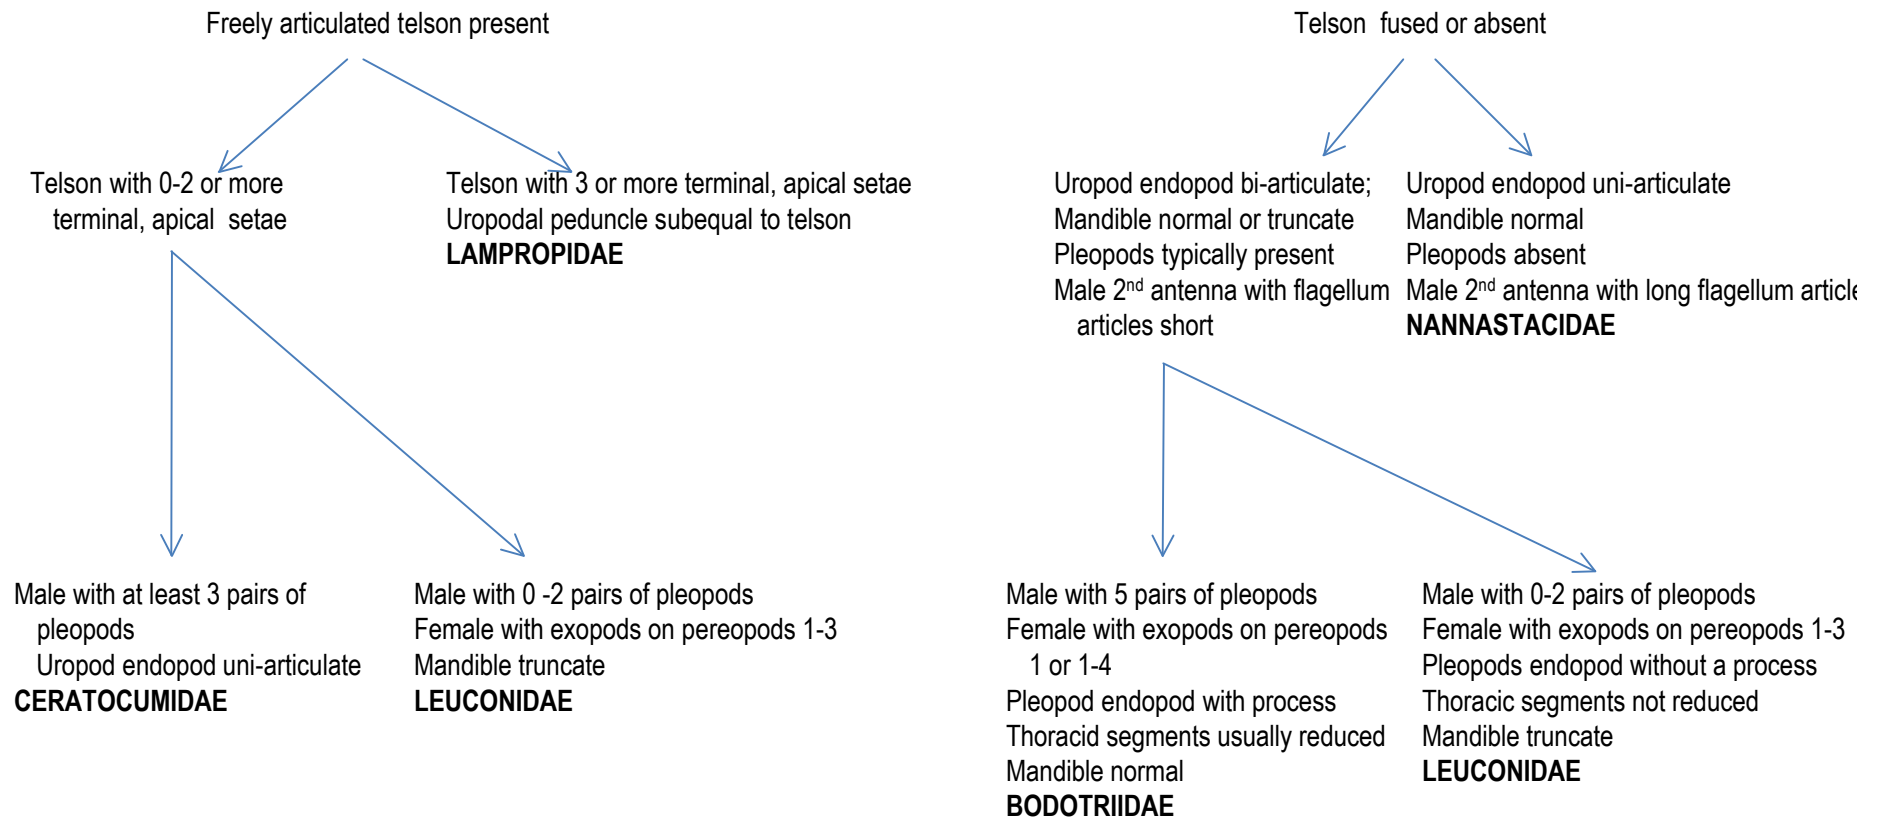 Freely articulated telson present
Telson with 0-2 or more
terminal, apical setae
Telson with 3 or more terminal, apical setae
Uropodal peduncle subequal to telson
LAMPROPIDAE
Male with at least 3 pairs of
pleopods
Uropod endopod uni-articulate
CERATOCUMIDAE
Male with 0 -2 pairs of pleopods
Female with exopods on pereopods 1-3
Mandible truncate
LEUCONIDAE
Telson fused or absent
Uropod endopod bi-articulate;
Mandible normal or truncate
Pleopods typically present
Male 2nd antenna with flagellum
articles short
Uropod endopod uni-articulate
Mandible normal
Pleopods absent
Male 2nd antenna with long flagellum article
NANNASTACIDAE
Male with 5 pairs of pleopods
Female with exopods on pereopods
1 or 1-4
Pleopod endopod with process
Thoracid segments usually reduced
Mandible normal
BODOTRIIDAE
Male with 0-2 pairs of pleopods
Female with exopods on pereopods 1-3
Pleopods endopod without a process
Thoracic segments not reduced
Mandible truncate
LEUCONIDAE